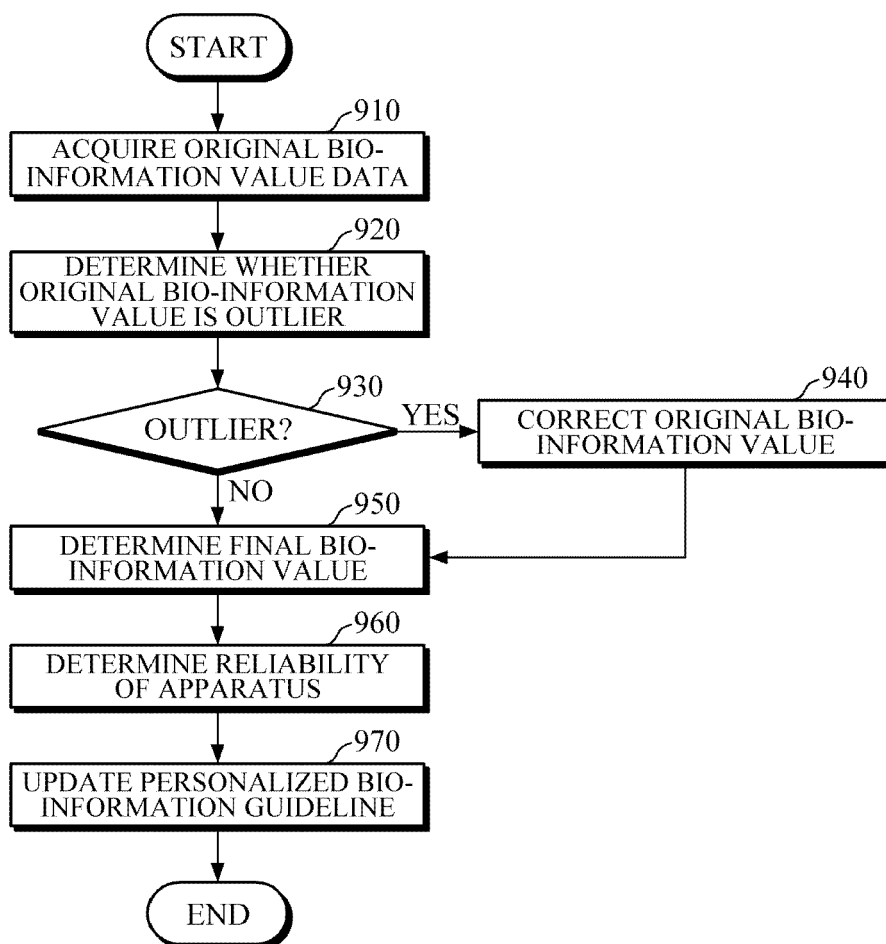 START
910
ACQUIRE ORIGINAL BIO-
INFORMATION VALUE DATA
920
DETERMINE WHETHER
ORIGINAL BIO-INFORMATION
VALUE IS OUTLIER
930
OUTLIER?
YES
940
CORRECT ORIGINAL BIO-
INFORMATION VALUE
NO
950
DETERMINE FINAL BIO-
INFORMATION VALUE
960
DETERMINE RELIABILITY
OF APPARATUS
970
UPDATE PERSONALIZED BIO-
INFORMATION GUIDELINE
END